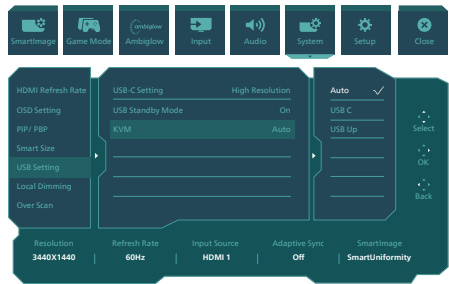 ambiglow
SmartImage Game Mode Ambiglow Input Audio System Setup Close
HDMI Refresh Rate USB-C Setting High Resolution Auto
OSD Setting USB Standby Mode On USB C
PIP/ PBP KVM Auto USB Up
Select
Smart Size
OK
USB Setting
Local Dimming
Back
Over Scan
Resolution Refresh Rate Input Source Adaptive Sync SmartImage
3440X1440 60Hz HDMI 1 Off SmartUniformity